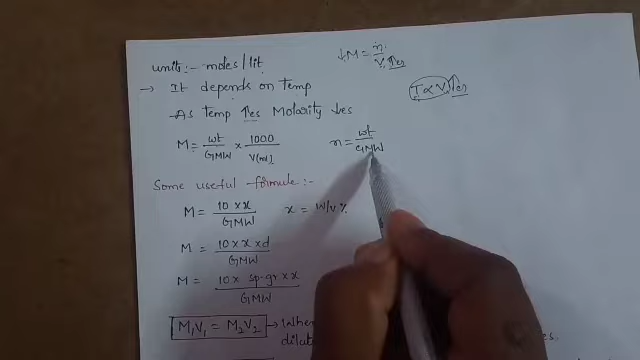 units:- moles/lit
↓M = n/V ↑es
→ It depends on Temp
T ∝ V ↑es
As Temp ↑es Molarity ↓es
M = wt/GMW × 1000/V(ml)
n = wt/GMW
Some useful formule :-
M = 10 × x/GMW x = W/V %
M = 10 × x × d/GMW
M = 10 × sp.gr × x/GMW
M₁V₁ = M₂V₂ → When
dilut